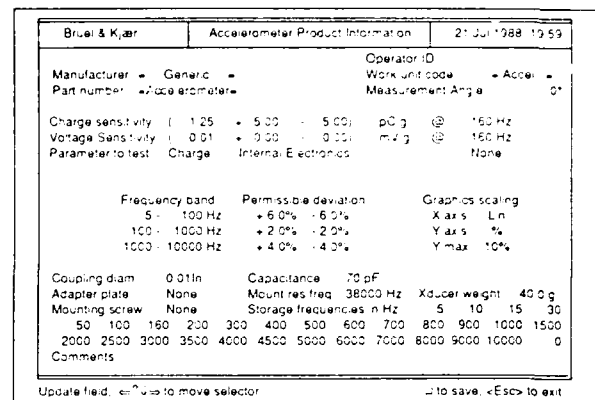 Bruel & Kjær Accelerometer Product Information 21 Jul 1988 19 59
Operator ID
Manufacturer - Generic - Work unit code - Accel -
Part number -Accelerometer- Measurement Angle 0°
Charge sensitivity ( 1.25 + 5.00 - 5.00) pC g @ 160 Hz
Voltage Sensitivity ( 0.01 + 0.00 - 0.00) mV g @ 160 Hz
Parameter to test Charge Internal Electronics None
Frequency band Permissible deviation Graphics scaling
5 - 100 Hz + 6.0% - 6.0% X axis Ln
100 - 1000 Hz + 2.0% - 2.0% Y axis %
1000 - 10000 Hz + 4.0% - 4.0% Y max 10%
Coupling diam 0.01In Capacitance 70 pF
Adapter plate None Mount res freq 38000 Hz Xducer weight 40.0 g
Mounting screw None Storage frequencies in Hz 5 10 15 30
50 100 160 200 300 400 500 600 700 800 900 1000 1500
2000 2500 3000 3500 4000 4500 5000 6000 7000 8000 9000 10000 0
Comments
Update field, to move selector to save, <Esc> to exit